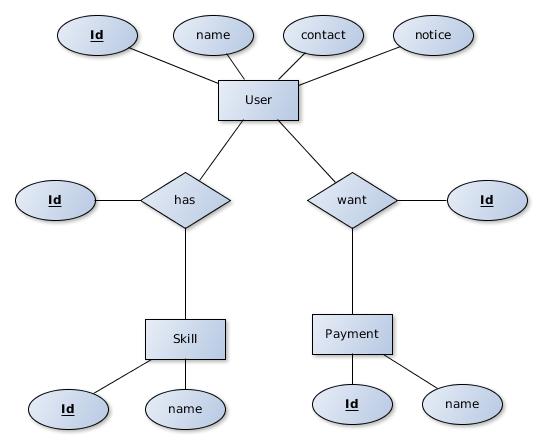 Id
name
contact
notice
User
Id
has
want
Id
Skill
Payment
Id
name
Id
name